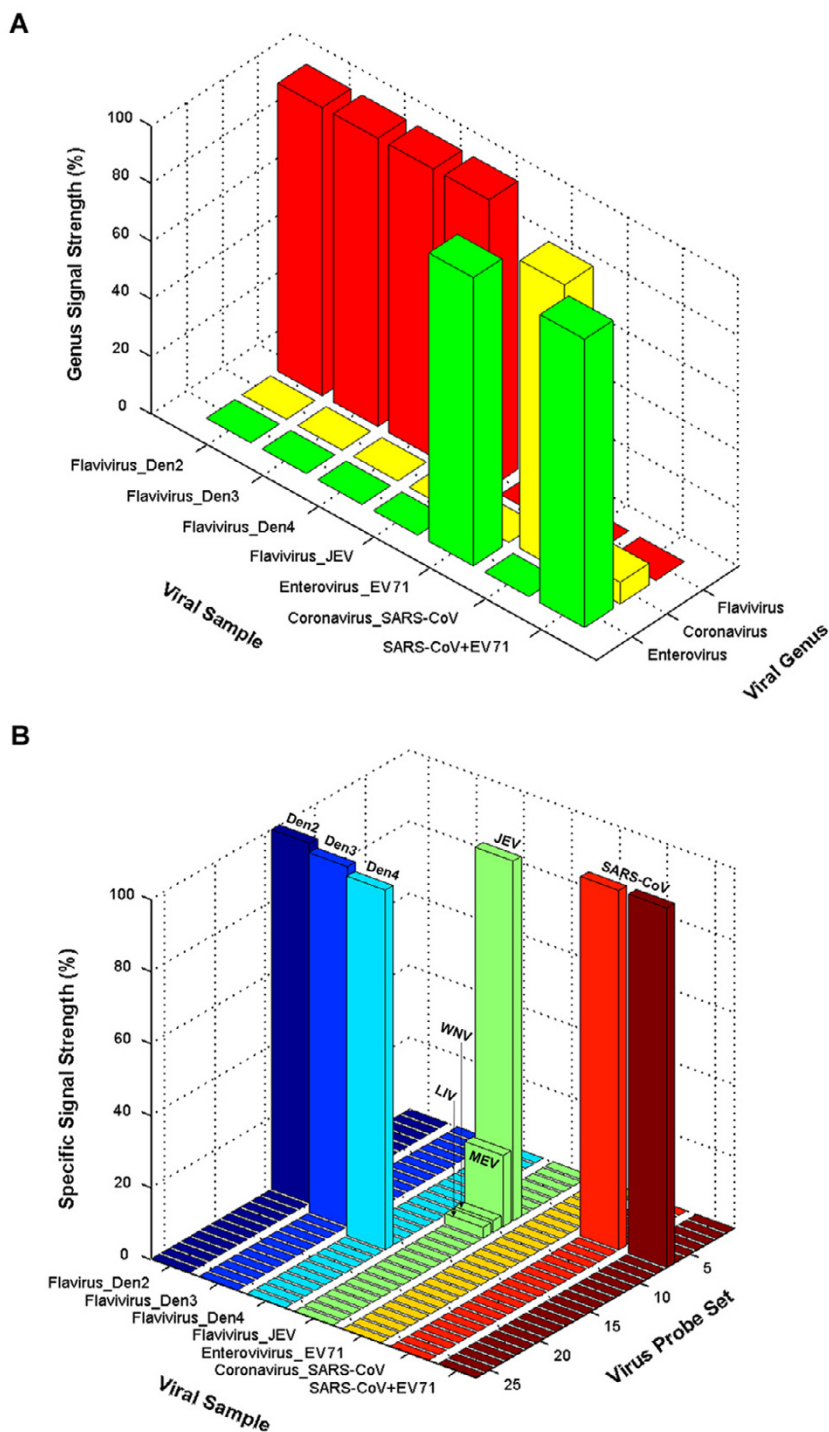 A
Genus Signal Strength (%)
100
80
60
40
20
0
Flavivirus_Den2
Flavivirus_Den3
Flavivirus_Den4
Flavivirus_JEV
Enterovirus_EV71
Coronavirus_SARS-CoV
SARS-CoV+EV71
Viral Sample
Flavivirus
Coronavirus
Enterovirus
Viral Genus
B
Specific Signal Strength (%)
100
80
60
40
20
0
Den2
Den3
Den4
JEV
SARS-CoV
WNV
LIV
MEV
Flavirus_Den2
Flavivirus_Den3
Flavivirus_Den4
Flavivirus_JEV
Enterovivirus_EV71
Coronavirus_SARS-CoV
SARS-CoV+EV71
Viral Sample
5
10
15
20
25
Virus Probe Set